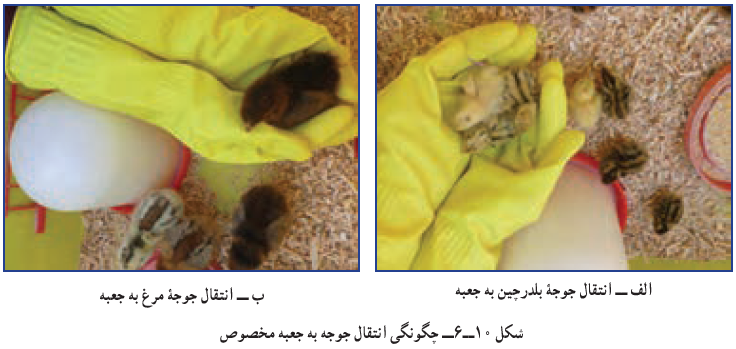 الف ــ انتقال جوجهٔ بلدرچین به جعبه
ب ــ انتقال جوجهٔ مرغ به جعبه
شکل ۱۰ــ۶ــ چگونگی انتقال جوجه به جعبه مخصوص